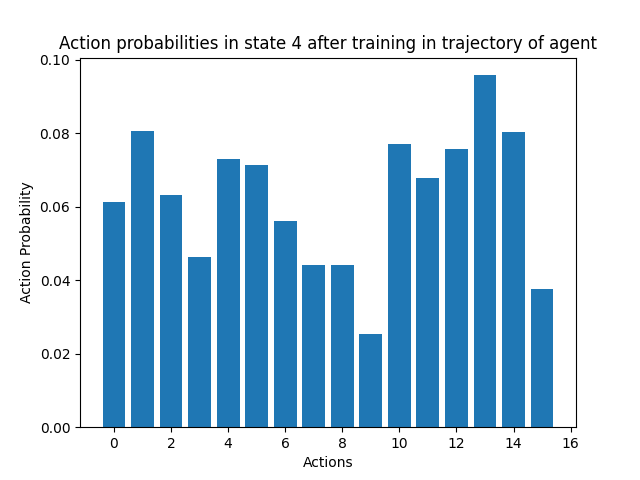 Action probabilities in state 4 after training in trajectory of agent
0.10
0.08
0.06
0.04
0.02
0.00
Action Probability
0 2 4 6 8 10 12 14 16
Actions